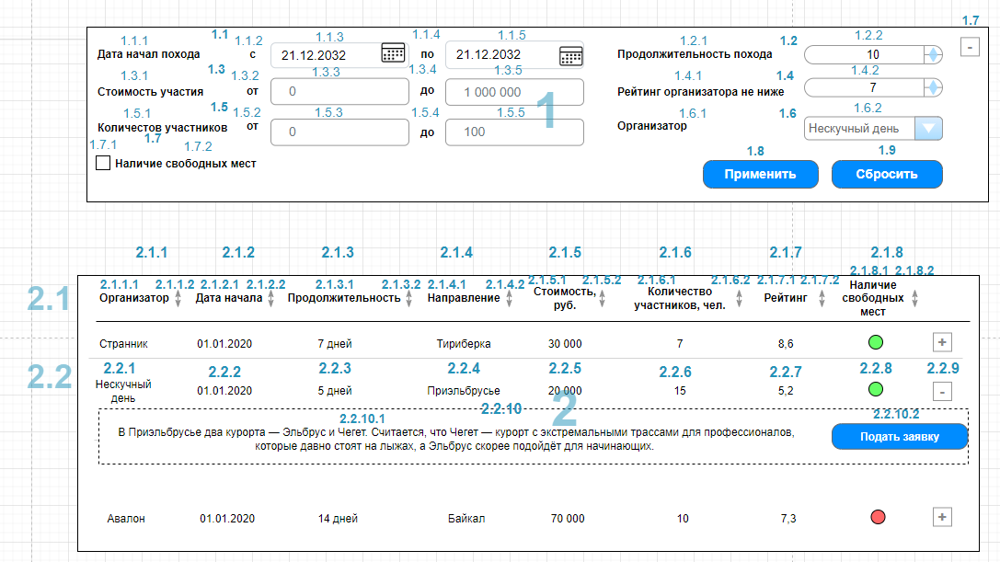 1.7
1.1.1 1.1 1.1.2 1.1.3 1.1.4 1.1.5 1.2.1 1.2 1.2.2
Дата начал похода с 21.12.2032 по 21.12.2032 Продолжительность похода 10 -
1.3.1 1.3 1.3.2 1.3.3 1.3.4 1.3.5 1.4.1 1.4 1.4.2
Стоимость участия от 0 до 1 000 000 Рейтинг организатора не ниже 7
1
1.5.1 1.5 1.5.2 1.5.3 1.5.4 1.5.5 1.6.1 1.6 1.6.2
Количестов участников от 0 до 100 Организатор Нескучный день
1.7.1 1.7 1.7.2 1.8 1.9
Наличие свободных мест Применить Сбросить
2.1.1 2.1.2 2.1.3 2.1.4 2.1.5 2.1.6 2.1.7 2.1.8
2.1
2.1.1.1 2.1.1.2 2.1.2.1 2.1.2.2 2.1.3.1 2.1.3.2 2.1.4.1 2.1.4.2 2.1.5.1 2.1.5.2 2.1.6.1 2.1.6.2 2.1.7.1 2.1.7.2 2.1.8.1 2.1.8.2
Организатор Дата начала Продолжительность Направление Стоимость, Количество Рейтинг Наличие
руб. участников, чел. свободных
мест
Странник 01.01.2020 7 дней Тириберка 30 000 7 8,6 +
2.2
2.2.1 2.2.2 2.2.3 2.2.4 2.2.5 2.2.6 2.2.7 2.2.8 2.2.9
Нескучный 01.01.2020 5 дней Приэльбрусье 20 000 15 5,2 -
день
2
2.2.10
2.2.10.1 2.2.10.2
В Приэльбрусье два курорта — Эльбрус и Чегет. Считается, что Чегет — курорт с экстремальными трассами для профессионалов,
которые давно стоят на лыжах, а Эльбрус скорее подойдёт для начинающих.
Подать заявку
Авалон 01.01.2020 14 дней Байкал 70 000 10 7,3 +